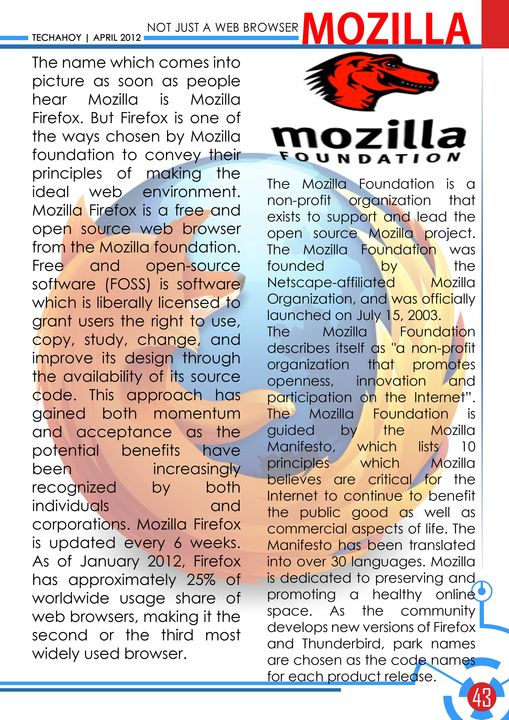 NOT JUST A WEB BROWSER MOZILLA
TECHAHOY | APRIL 2012
The name which comes into
picture as soon as people
hear Mozilla is Mozilla
Firefox. But Firefox is one of
the ways chosen by Mozilla
foundation to convey their
principles of making the
ideal web environment.
Mozilla Firefox is a free and
open source web browser
from the Mozilla foundation.
Free and open-source
software (FOSS) is software
which is liberally licensed to
grant users the right to use,
copy, study, change, and
improve its design through
the availability of its source
code. This approach has
gained both momentum
and acceptance as the
potential benefits have
been increasingly
recognized by both
individuals and
corporations. Mozilla Firefox
is updated every 6 weeks.
As of January 2012, Firefox
has approximately 25% of
worldwide usage share of
web browsers, making it the
second or the third most
widely used browser.
mozilla
FOUNDATION
The Mozilla Foundation is a
non-profit organization that
exists to support and lead the
open source Mozilla project.
The Mozilla Foundation was
founded by the
Netscape-affiliated Mozilla
Organization, and was officially
launched on July 15, 2003.
The Mozilla Foundation
describes itself as "a non-profit
organization that promotes
openness, innovation and
participation on the Internet".
The Mozilla Foundation is
guided by the Mozilla
Manifesto, which lists 10
principles which Mozilla
believes are critical for the
Internet to continue to benefit
the public good as well as
commercial aspects of life. The
Manifesto has been translated
into over 30 languages. Mozilla
is dedicated to preserving and
promoting a healthy online
space. As the community
develops new versions of Firefox
and Thunderbird, park names
are chosen as the code names
for each product release.
43